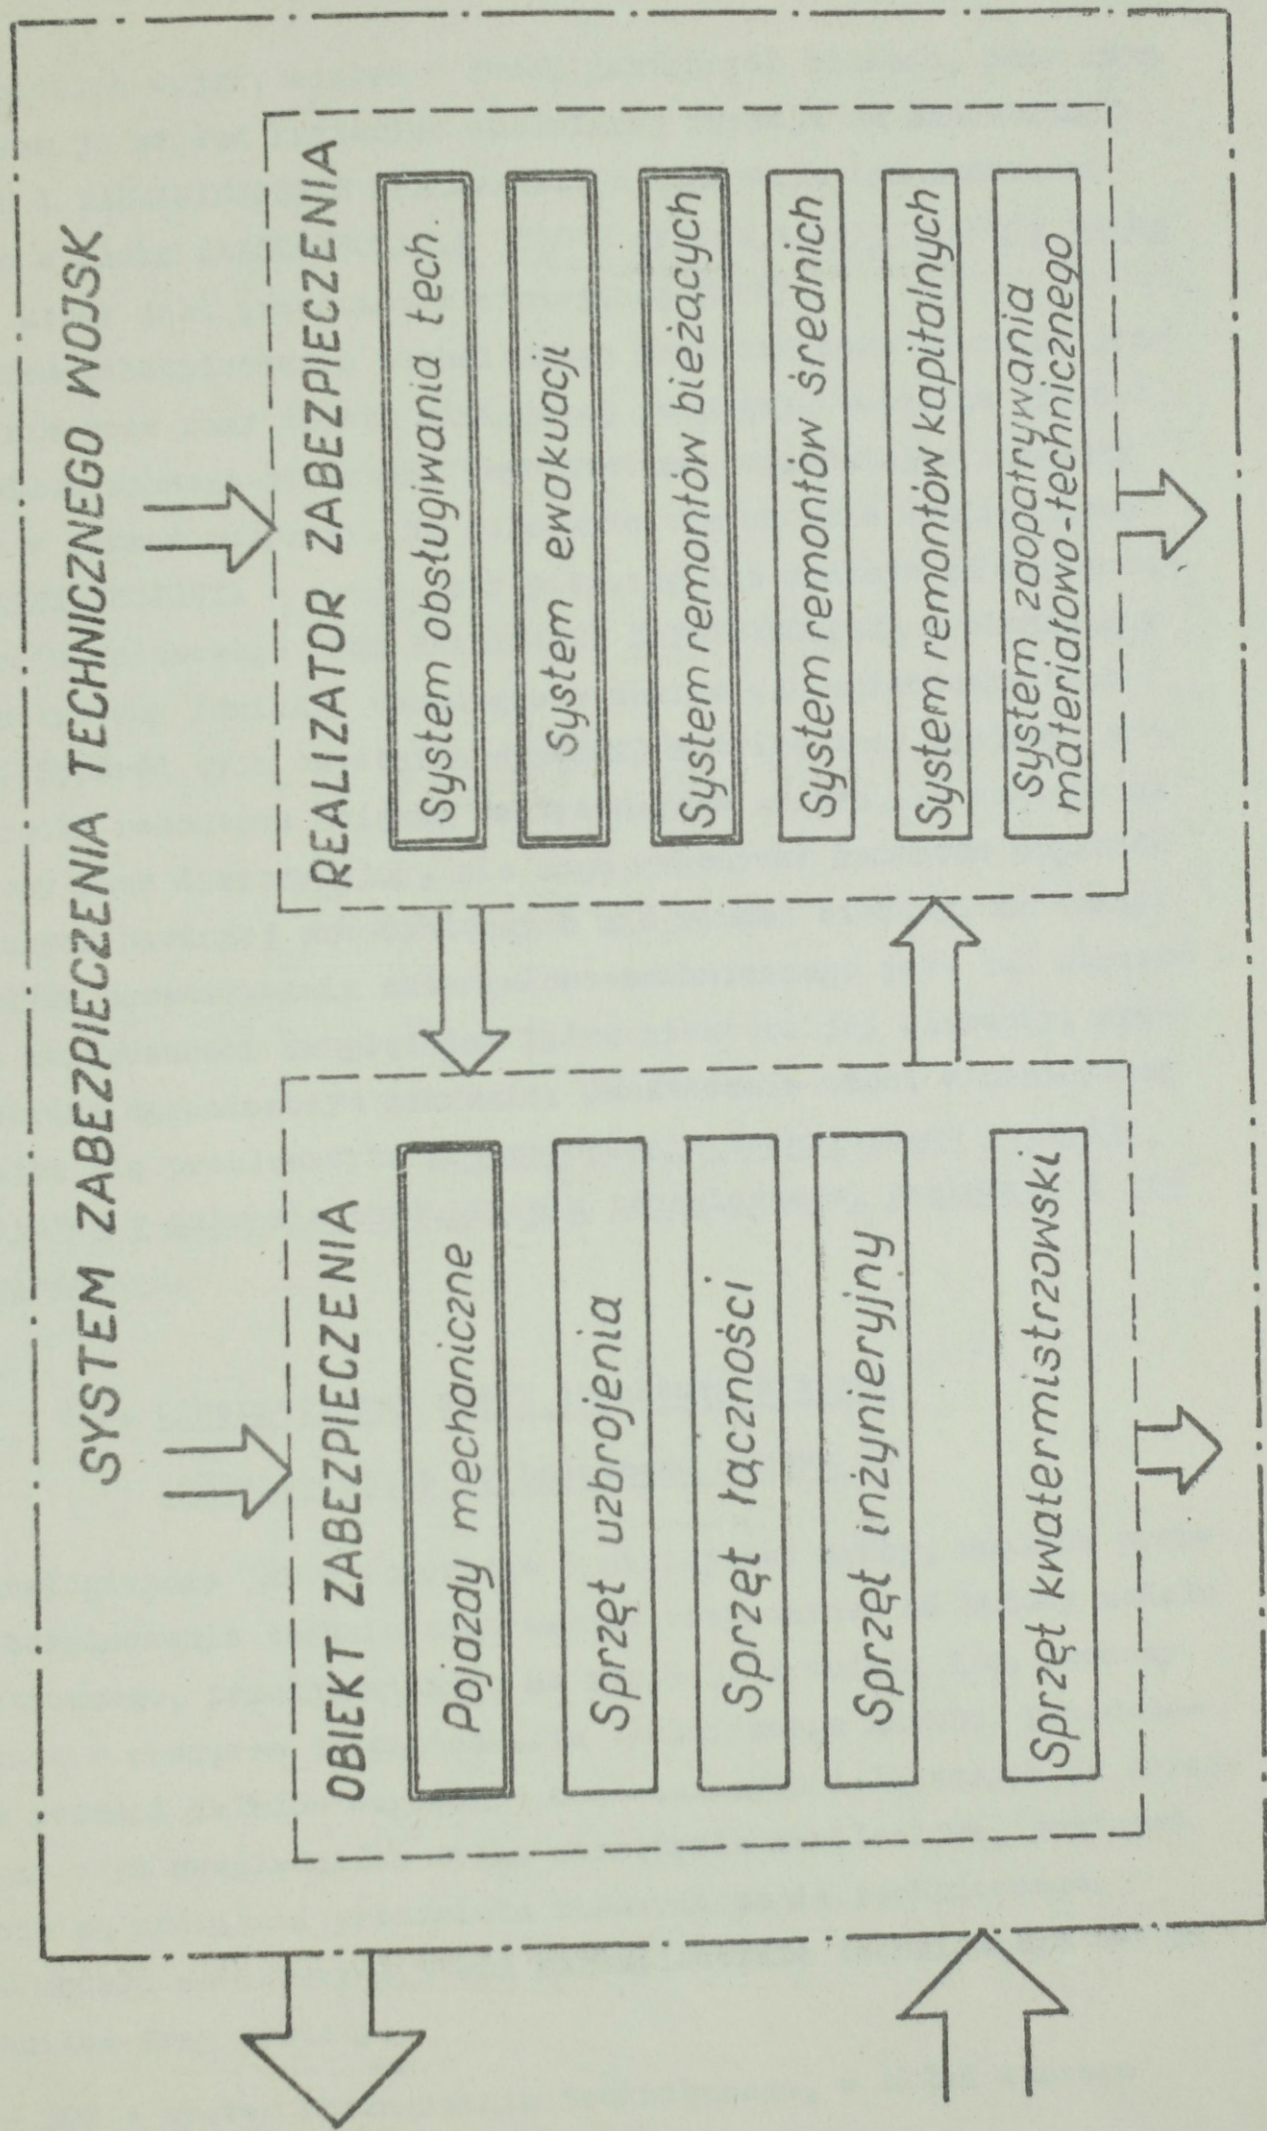 SYSTEM ZABEZPIECZENIA TECHNICZNEGO WOJSK
OBIEKT ZABEZPIECZENIA
Pojazdy mechaniczne
Sprzęt uzbrojenia
Sprzęt łączności
Sprzęt inżynieryjny
Sprzęt kwatermistrzowski
REALIZATOR ZABEZPIECZENIA
System obsługiwania tech.
System ewakuacji
System remontów bieżących
System remontów średnich
System remontów kapitalnych
System zaopatrywania
materiałowo-technicznego